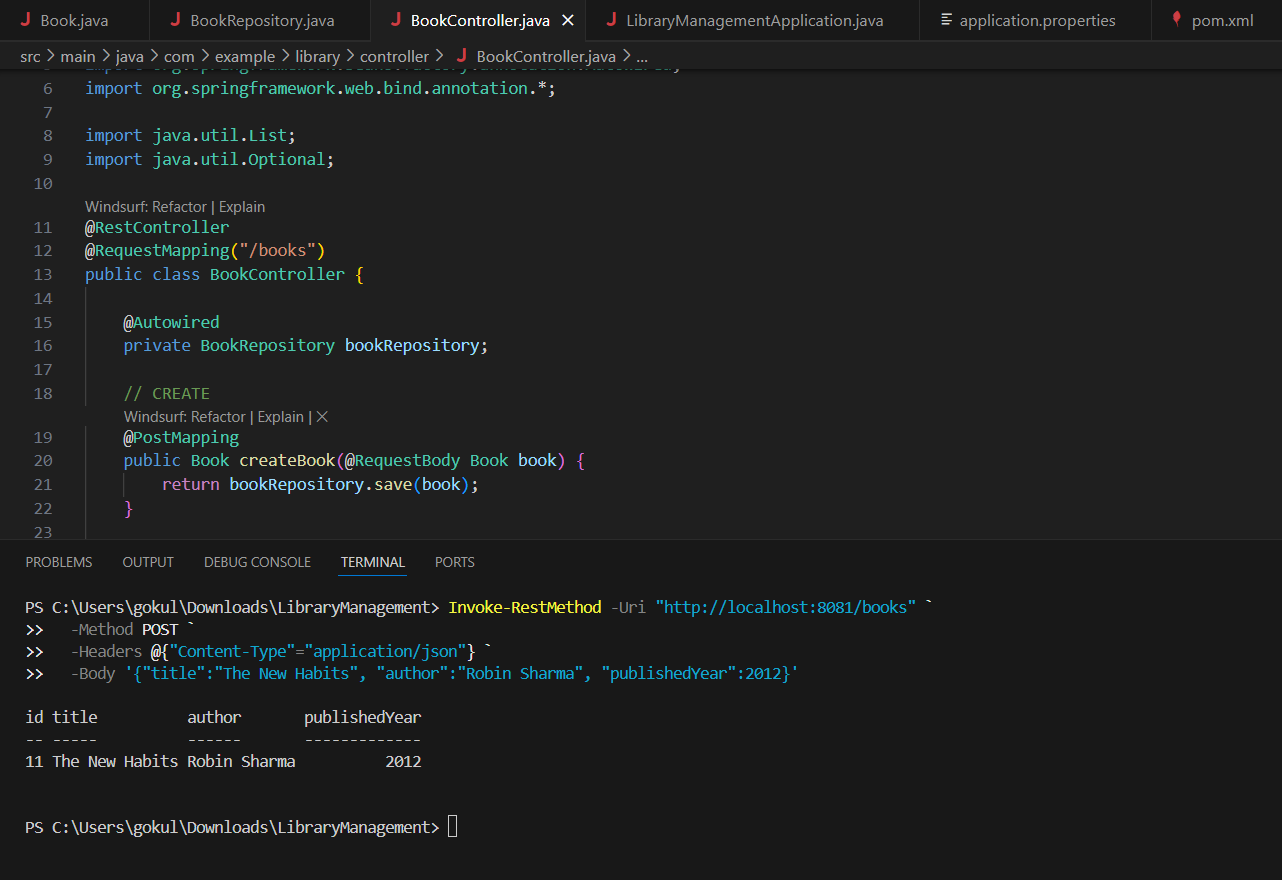 Book.java BookRepository.java BookController.java LibraryManagementApplication.java application.properties pom.xml
src > main > java > com > example > library > controller > BookController.java > ...
6 import org.springframework.web.bind.annotation.*;
7
8 import java.util.List;
9 import java.util.Optional;
10
Windsurf: Refactor | Explain
11 @RestController
12 @RequestMapping("/books")
13 public class BookController {
14
15 @Autowired
16 private BookRepository bookRepository;
17
18 // CREATE
Windsurf: Refactor | Explain | ×
19 @PostMapping
20 public Book createBook(@RequestBody Book book) {
21 return bookRepository.save(book);
22 }
23
PROBLEMS OUTPUT DEBUG CONSOLE TERMINAL PORTS
PS C:\Users\gokul\Downloads\LibraryManagement> Invoke-RestMethod -Uri "http://localhost:8081/books" `
>> -Method POST `
>> -Headers @{"Content-Type"="application/json"} `
>> -Body '{"title":"The New Habits", "author":"Robin Sharma", "publishedYear":2012}'
id title author publishedYear
-- ----- ------ -------------
11 The New Habits Robin Sharma 2012
PS C:\Users\gokul\Downloads\LibraryManagement>